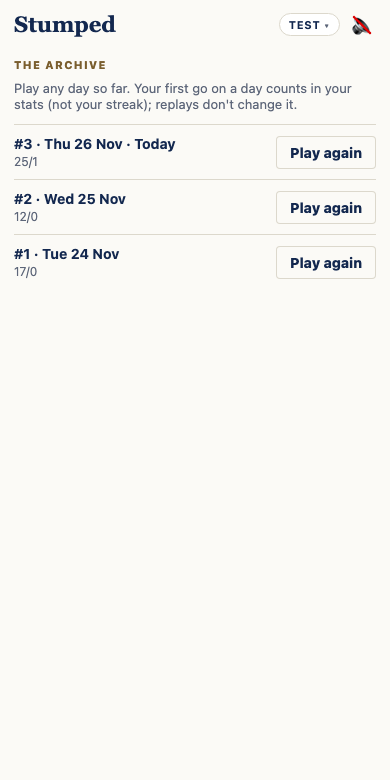 Stumped
TEST ▾
THE ARCHIVE
Play any day so far. Your first go on a day counts in your
stats (not your streak); replays don't change it.
#3 · Thu 26 Nov · Today
25/1
Play again
#2 · Wed 25 Nov
12/0
Play again
#1 · Tue 24 Nov
17/0
Play again